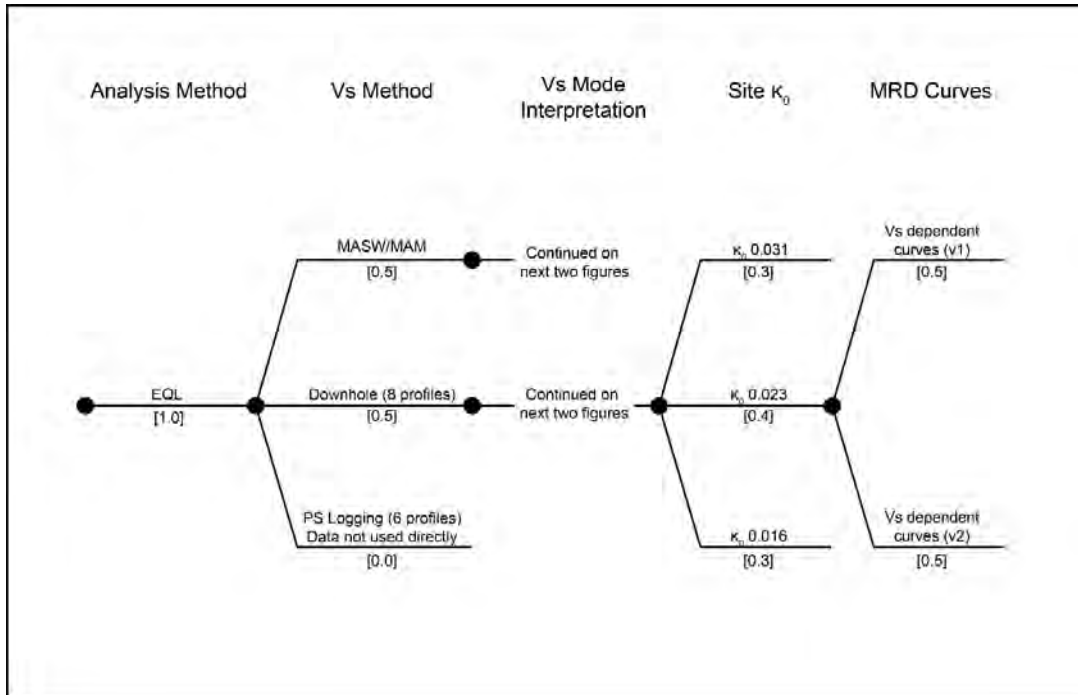 Analysis Method
Vs Method
Vs Mode
Interpretation
Site κ₀
MRD Curves
MASW/MAM
[0.5]
Continued on
next two figures
κ₀ 0.031
[0.3]
Vs dependent
curves (v1)
[0.5]
EQL
[1.0]
Downhole (8 profiles)
[0.5]
Continued on
next two figures
κ₀ 0.023
[0.4]
PS Logging (6 profiles)
Data not used directly
[0.0]
κ₀ 0.016
[0.3]
Vs dependent
curves (v2)
[0.5]